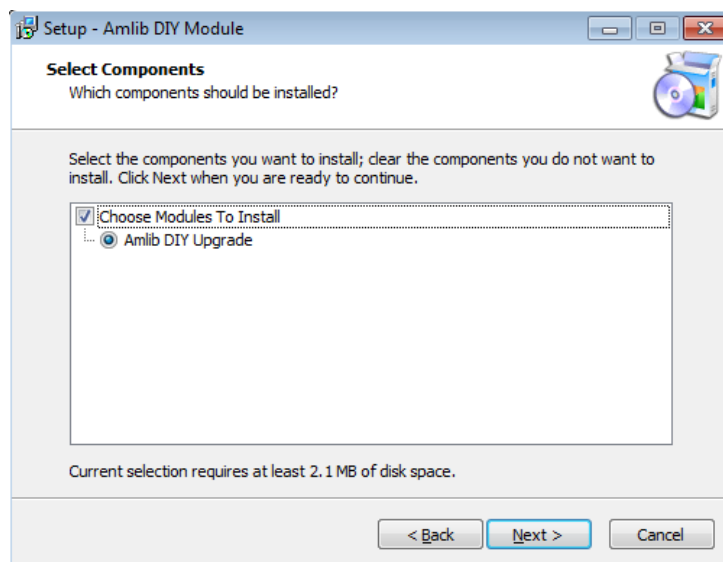 Setup - Amlib DIY Module
Select Components
Which components should be installed?
Select the components you want to install; clear the components you do not want to
install. Click Next when you are ready to continue.
Choose Modules To Install
Amlib DIY Upgrade
Current selection requires at least 2.1 MB of disk space.
< Back
Next >
Cancel